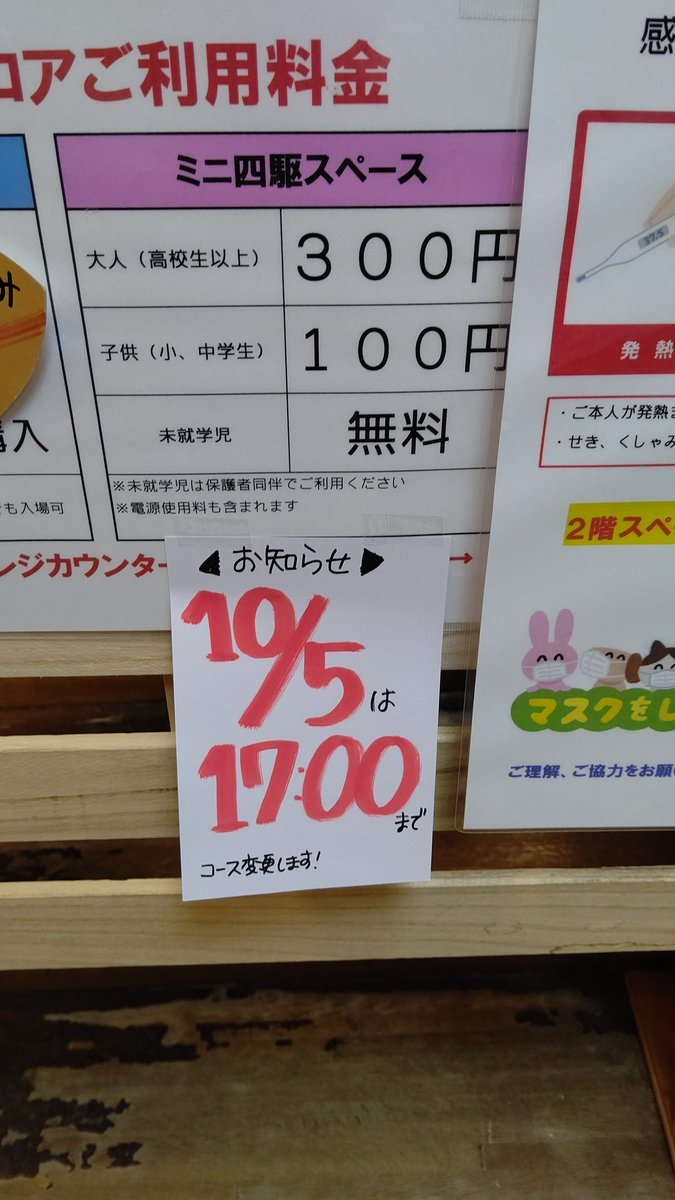 ロアご利用料金
ミニ四駆スペース
大人（高校生以上）
３００円
子供（小、中学生）
１００円
未就学児
無料
※未就学児は保護者同伴でご利用ください
※電源使用料も含まれます
み
購入
も入場可
レジカウンター
→
お知らせ
10/5は
17:00まで
コース変更します!
感
37.5
発熱
・ご本人が発熱
・せき、くしゃみ
2階スペ
マスクをし
ご理解、ご協力をお願